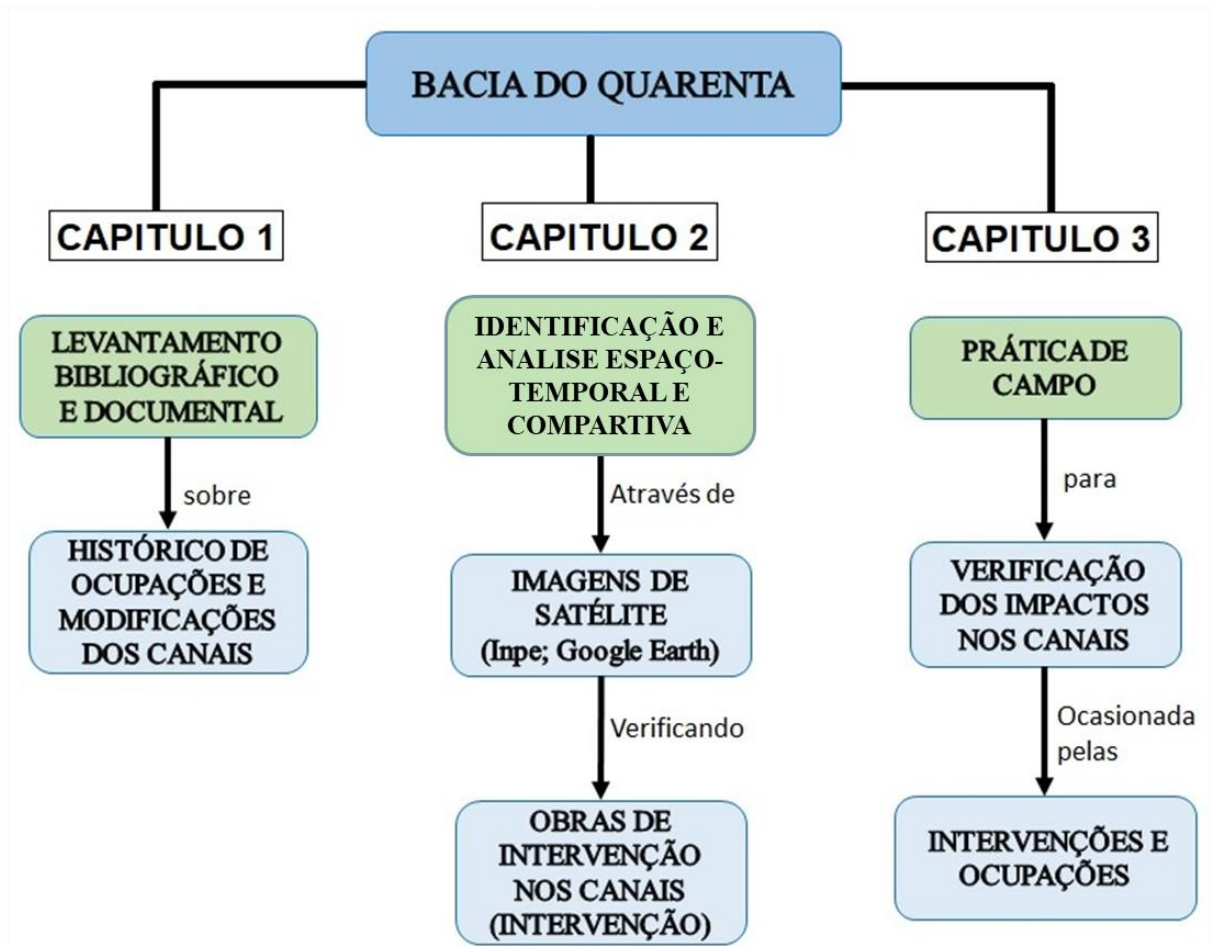 BACIA DO QUARENTA
CAPITULO 1
LEVANTAMENTO
BIBLIOGRÁFICO
E DOCUMENTAL
sobre
HISTÓRICO DE
OCUPAÇÕES E
MODIFICAÇÕES
DOS CANAIS
CAPITULO 2
IDENTIFICAÇÃO E
ANALISE ESPAÇO-
TEMPORAL E
COMPARTIVA
Através de
IMAGENS DE
SATÉLITE
(Inpe; Google Earth)
Verificando
OBRAS DE
INTERVENÇÃO
NOS CANAIS
(INTERVENÇÃO)
CAPITULO 3
PRÁTICA DE
CAMPO
para
VERIFICAÇÃO
DOS IMPACTOS
NOS CANAIS
Ocasionada
pelas
INTERVENÇÕES E
OCUPAÇÕES